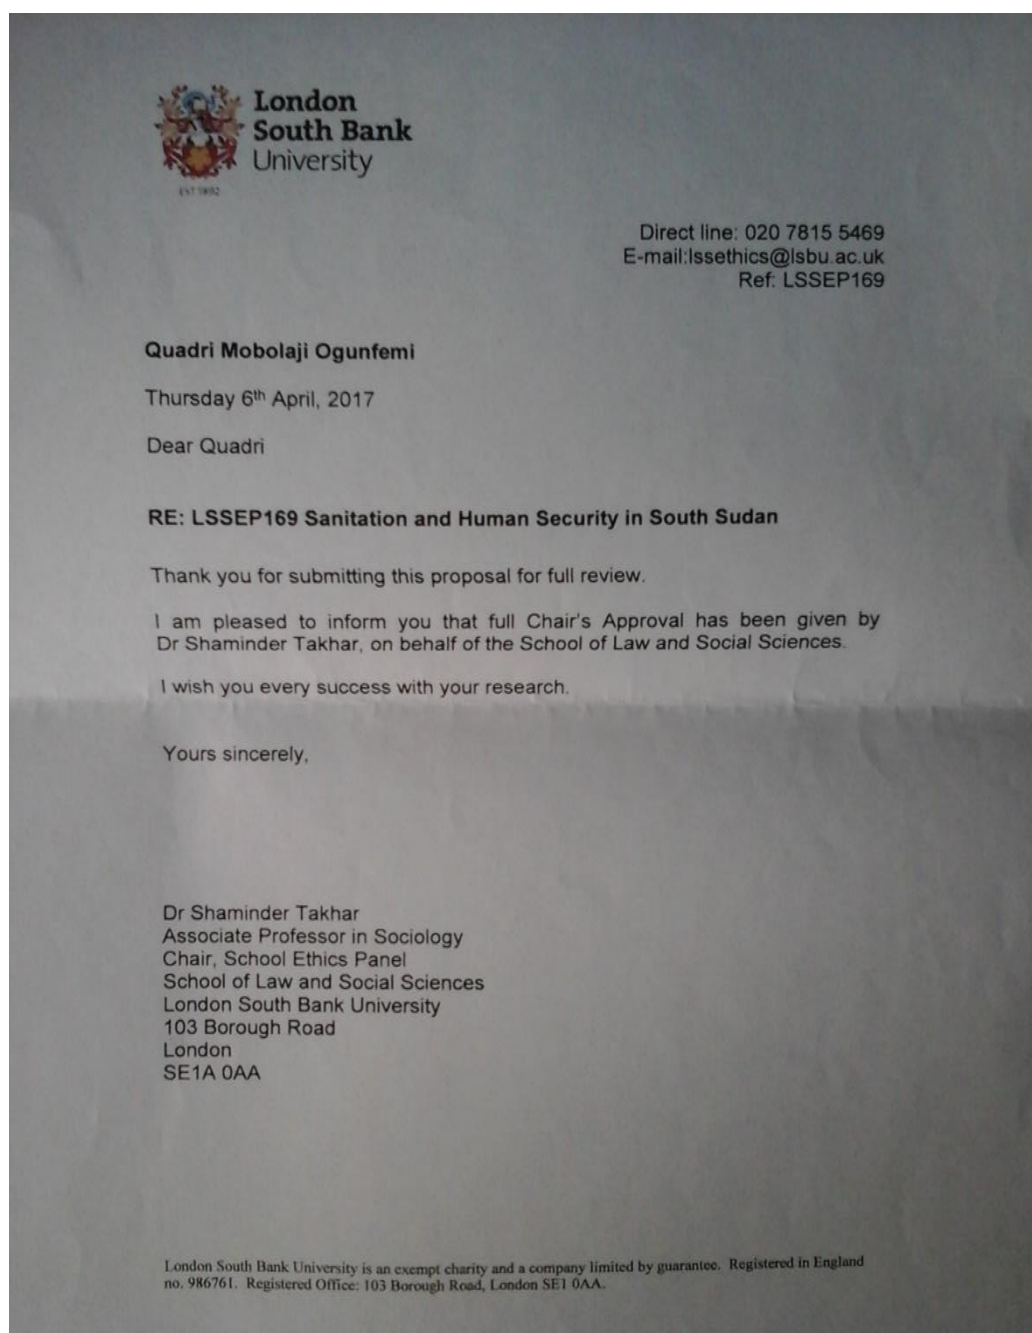 London
South Bank
University
EST 1892
Direct line: 020 7815 5469
E-mail:lssethics@lsbu.ac.uk
Ref: LSSEP169
Quadri Mobolaji Ogunfemi
Thursday 6th April, 2017
Dear Quadri
RE: LSSEP169 Sanitation and Human Security in South Sudan
Thank you for submitting this proposal for full review.
I am pleased to inform you that full Chair's Approval has been given by
Dr Shaminder Takhar, on behalf of the School of Law and Social Sciences.
I wish you every success with your research.
Yours sincerely,
Dr Shaminder Takhar
Associate Professor in Sociology
Chair, School Ethics Panel
School of Law and Social Sciences
London South Bank University
103 Borough Road
London
SE1A 0AA
London South Bank University is an exempt charity and a company limited by guarantee. Registered in England
no. 986761. Registered Office: 103 Borough Road, London SE1 0AA.